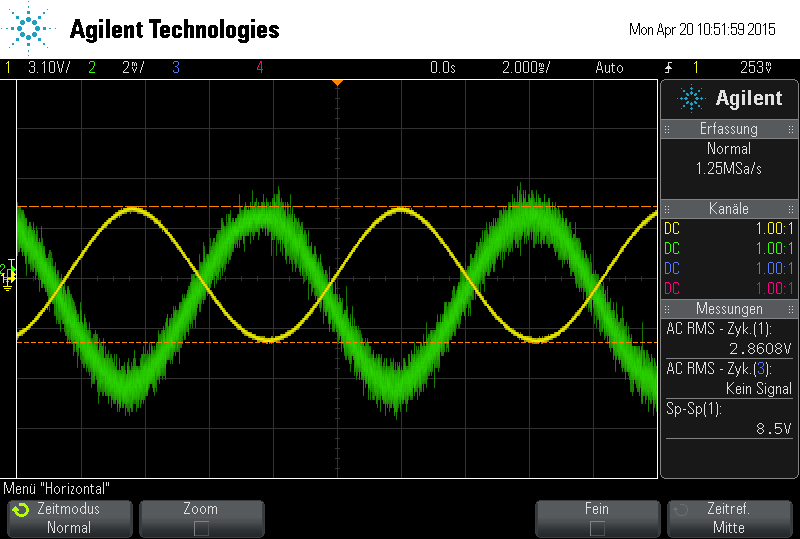 Agilent Technologies
Mon Apr 20 10:51:59 2015
1 3.10V/ 2 2V/ 3 4 0.0s 2.000ms/ Auto 1 253mV
Agilent
Erfassung
Normal
1.25MSa/s
Kanäle
DC 1.00:1
DC 1.00:1
DC 1.00:1
DC 1.00:1
Messungen
AC RMS - Zyk.(1):
2.8608V
AC RMS - Zyk.(3):
Kein Signal
Sp-Sp(1):
8.5V
Menü "Horizontal"
Zeitmodus
Normal
Zoom
Fein
Zeitref.
Mitte